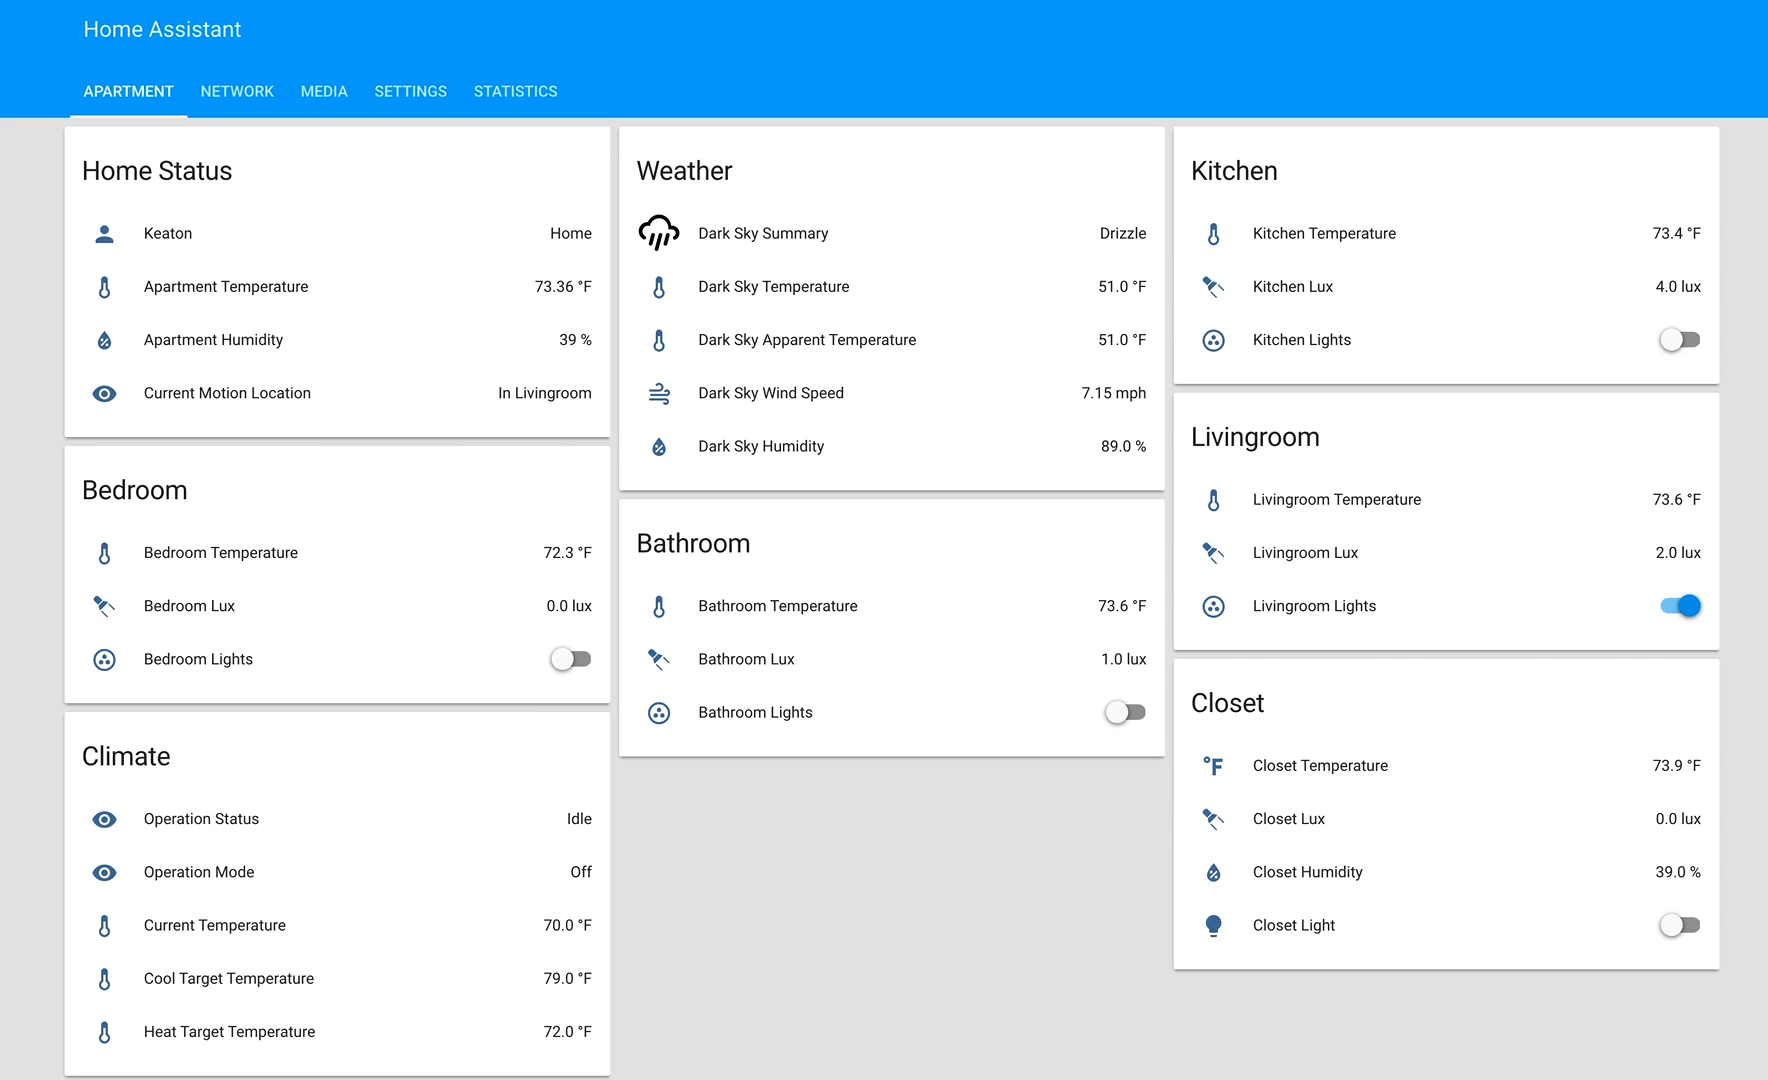 Home Assistant
APARTMENT NETWORK MEDIA SETTINGS STATISTICS
Home Status
Keaton Home
Apartment Temperature 73.36 °F
Apartment Humidity 39 %
Current Motion Location In Livingroom
Bedroom
Bedroom Temperature 72.3 °F
Bedroom Lux 0.0 lux
Bedroom Lights
Climate
Operation Status Idle
Operation Mode Off
Current Temperature 70.0 °F
Cool Target Temperature 79.0 °F
Heat Target Temperature 72.0 °F
Weather
Dark Sky Summary Drizzle
Dark Sky Temperature 51.0 °F
Dark Sky Apparent Temperature 51.0 °F
Dark Sky Wind Speed 7.15 mph
Dark Sky Humidity 89.0 %
Bathroom
Bathroom Temperature 73.6 °F
Bathroom Lux 1.0 lux
Bathroom Lights
Kitchen
Kitchen Temperature 73.4 °F
Kitchen Lux 4.0 lux
Kitchen Lights
Livingroom
Livingroom Temperature 73.6 °F
Livingroom Lux 2.0 lux
Livingroom Lights
Closet
°F Closet Temperature 73.9 °F
Closet Lux 0.0 lux
Closet Humidity 39.0 %
Closet Light